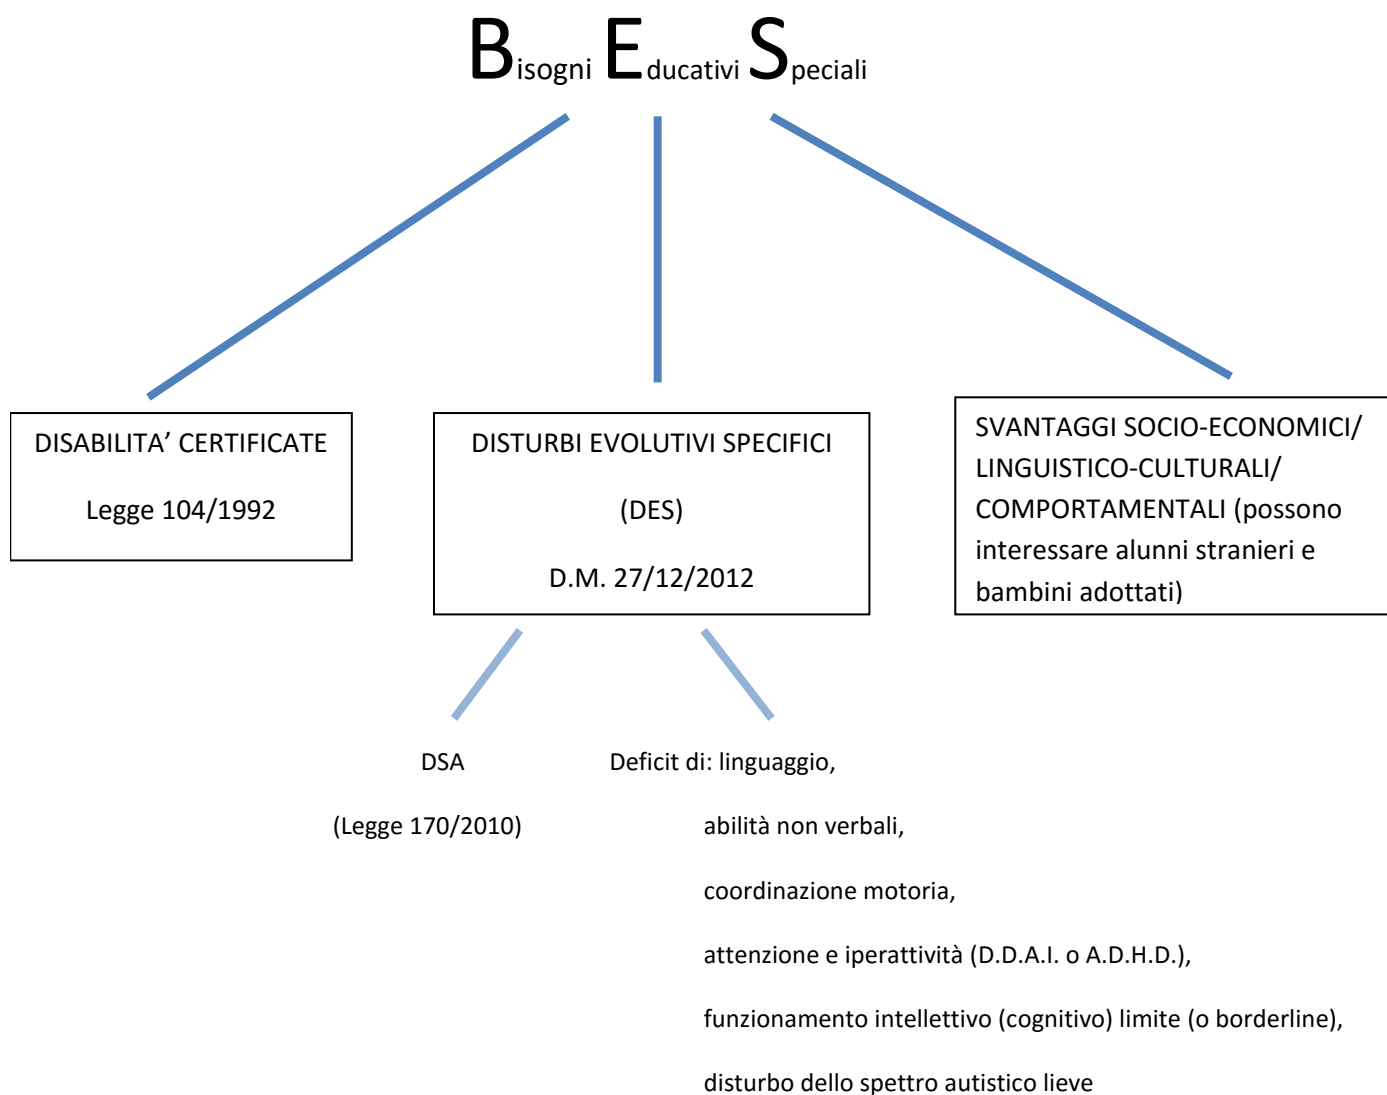 Bisogni Educativi Speciali
DISABILITA’ CERTIFICATE
Legge 104/1992
DISTURBI EVOLUTIVI SPECIFICI
(DES)
D.M. 27/12/2012
SVANTAGGI SOCIO-ECONOMICI/
LINGUISTICO-CULTURALI/
COMPORTAMENTALI (possono
interessare alunni stranieri e
bambini adottati)
DSA
(Legge 170/2010)
Deficit di: linguaggio,
abilità non verbali,
coordinazione motoria,
attenzione e iperattività (D.D.A.I. o A.D.H.D.),
funzionamento intellettivo (cognitivo) limite (o borderline),
disturbo dello spettro autistico lieve